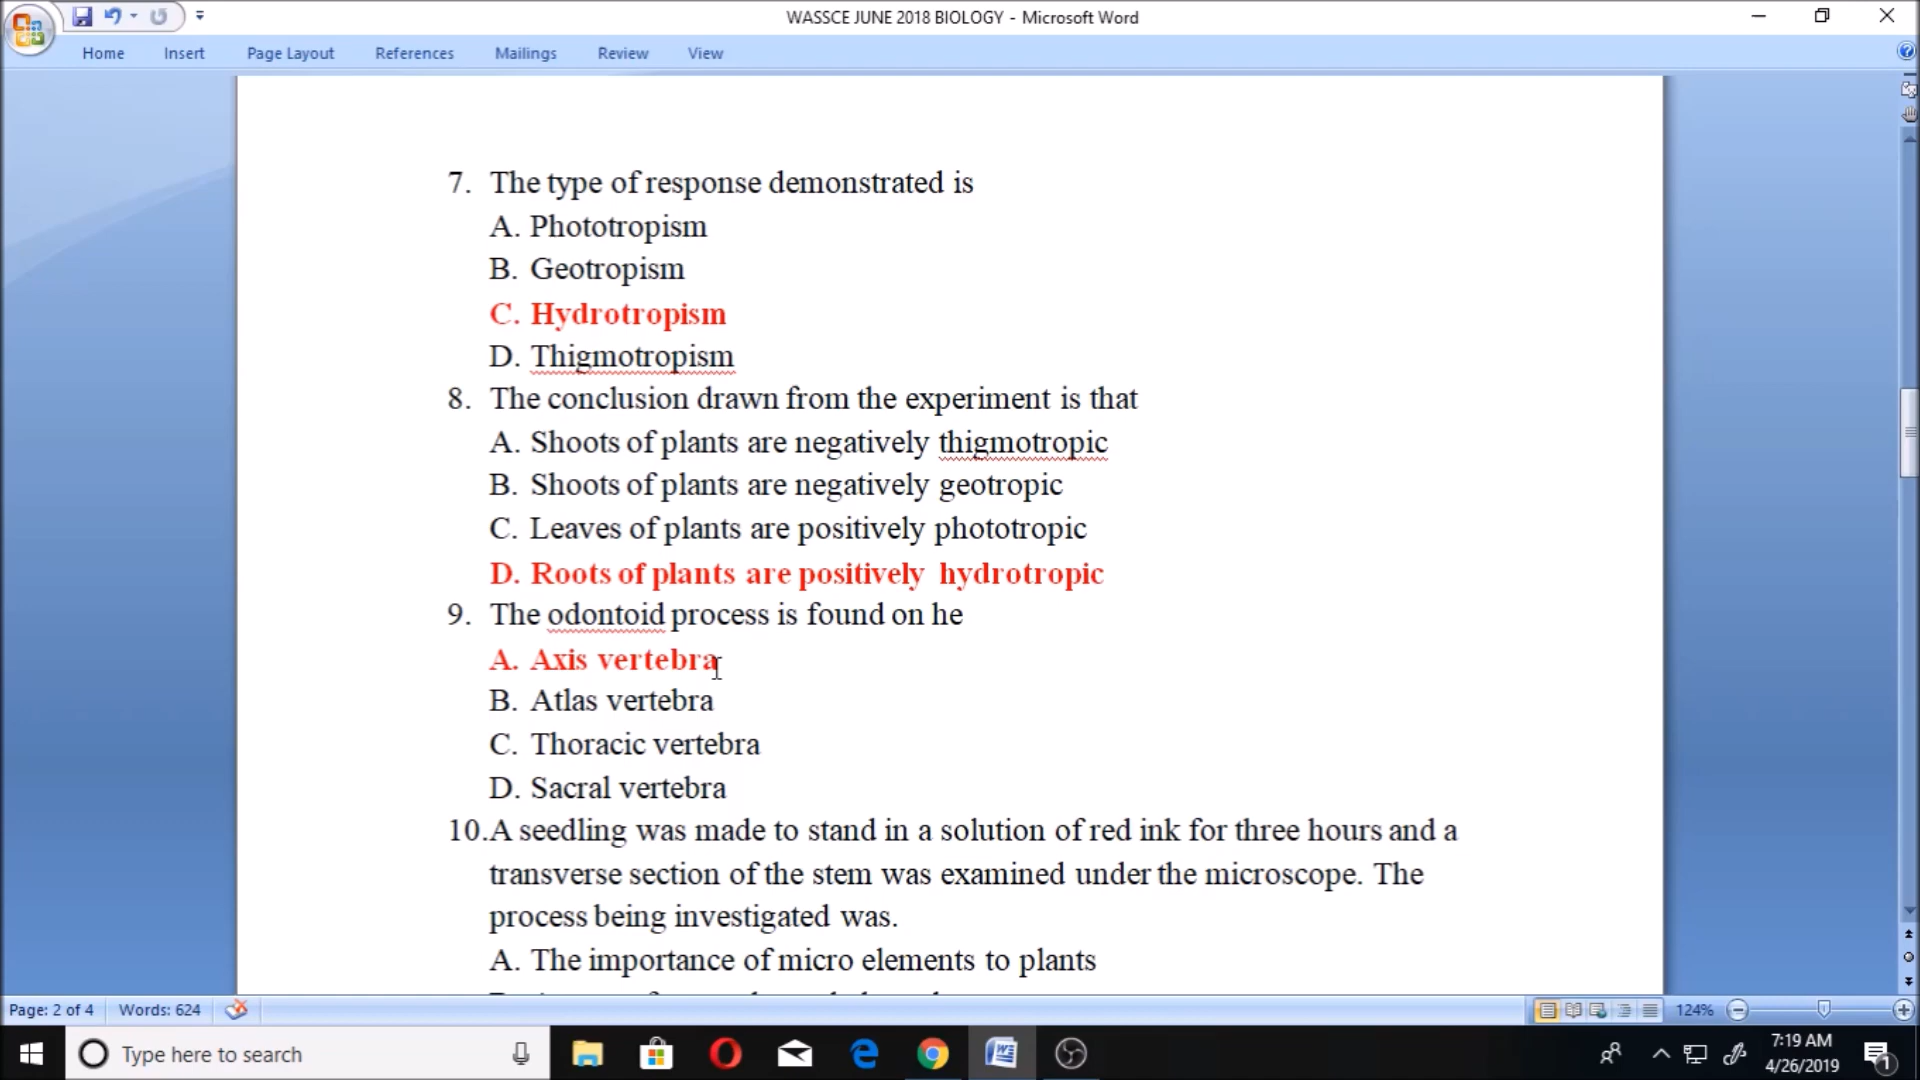 WASSCE JUNE 2018 BIOLOGY - Microsoft Word
Home Insert Page Layout References Mailings Review View
7. The type of response demonstrated is
A. Phototropism
B. Geotropism
C. Hydrotropism
D. Thigmotropism
8. The conclusion drawn from the experiment is that
A. Shoots of plants are negatively thigmotropic
B. Shoots of plants are negatively geotropic
C. Leaves of plants are positively phototropic
D. Roots of plants are positively hydrotropic
9. The odontoid process is found on he
A. Axis vertebra
B. Atlas vertebra
C. Thoracic vertebra
D. Sacral vertebra
10. A seedling was made to stand in a solution of red ink for three hours and a
transverse section of the stem was examined under the microscope. The
process being investigated was.
A. The importance of micro elements to plants
Page: 2 of 4 Words: 624 124%
Type here to search 7:19 AM
4/26/2019 1